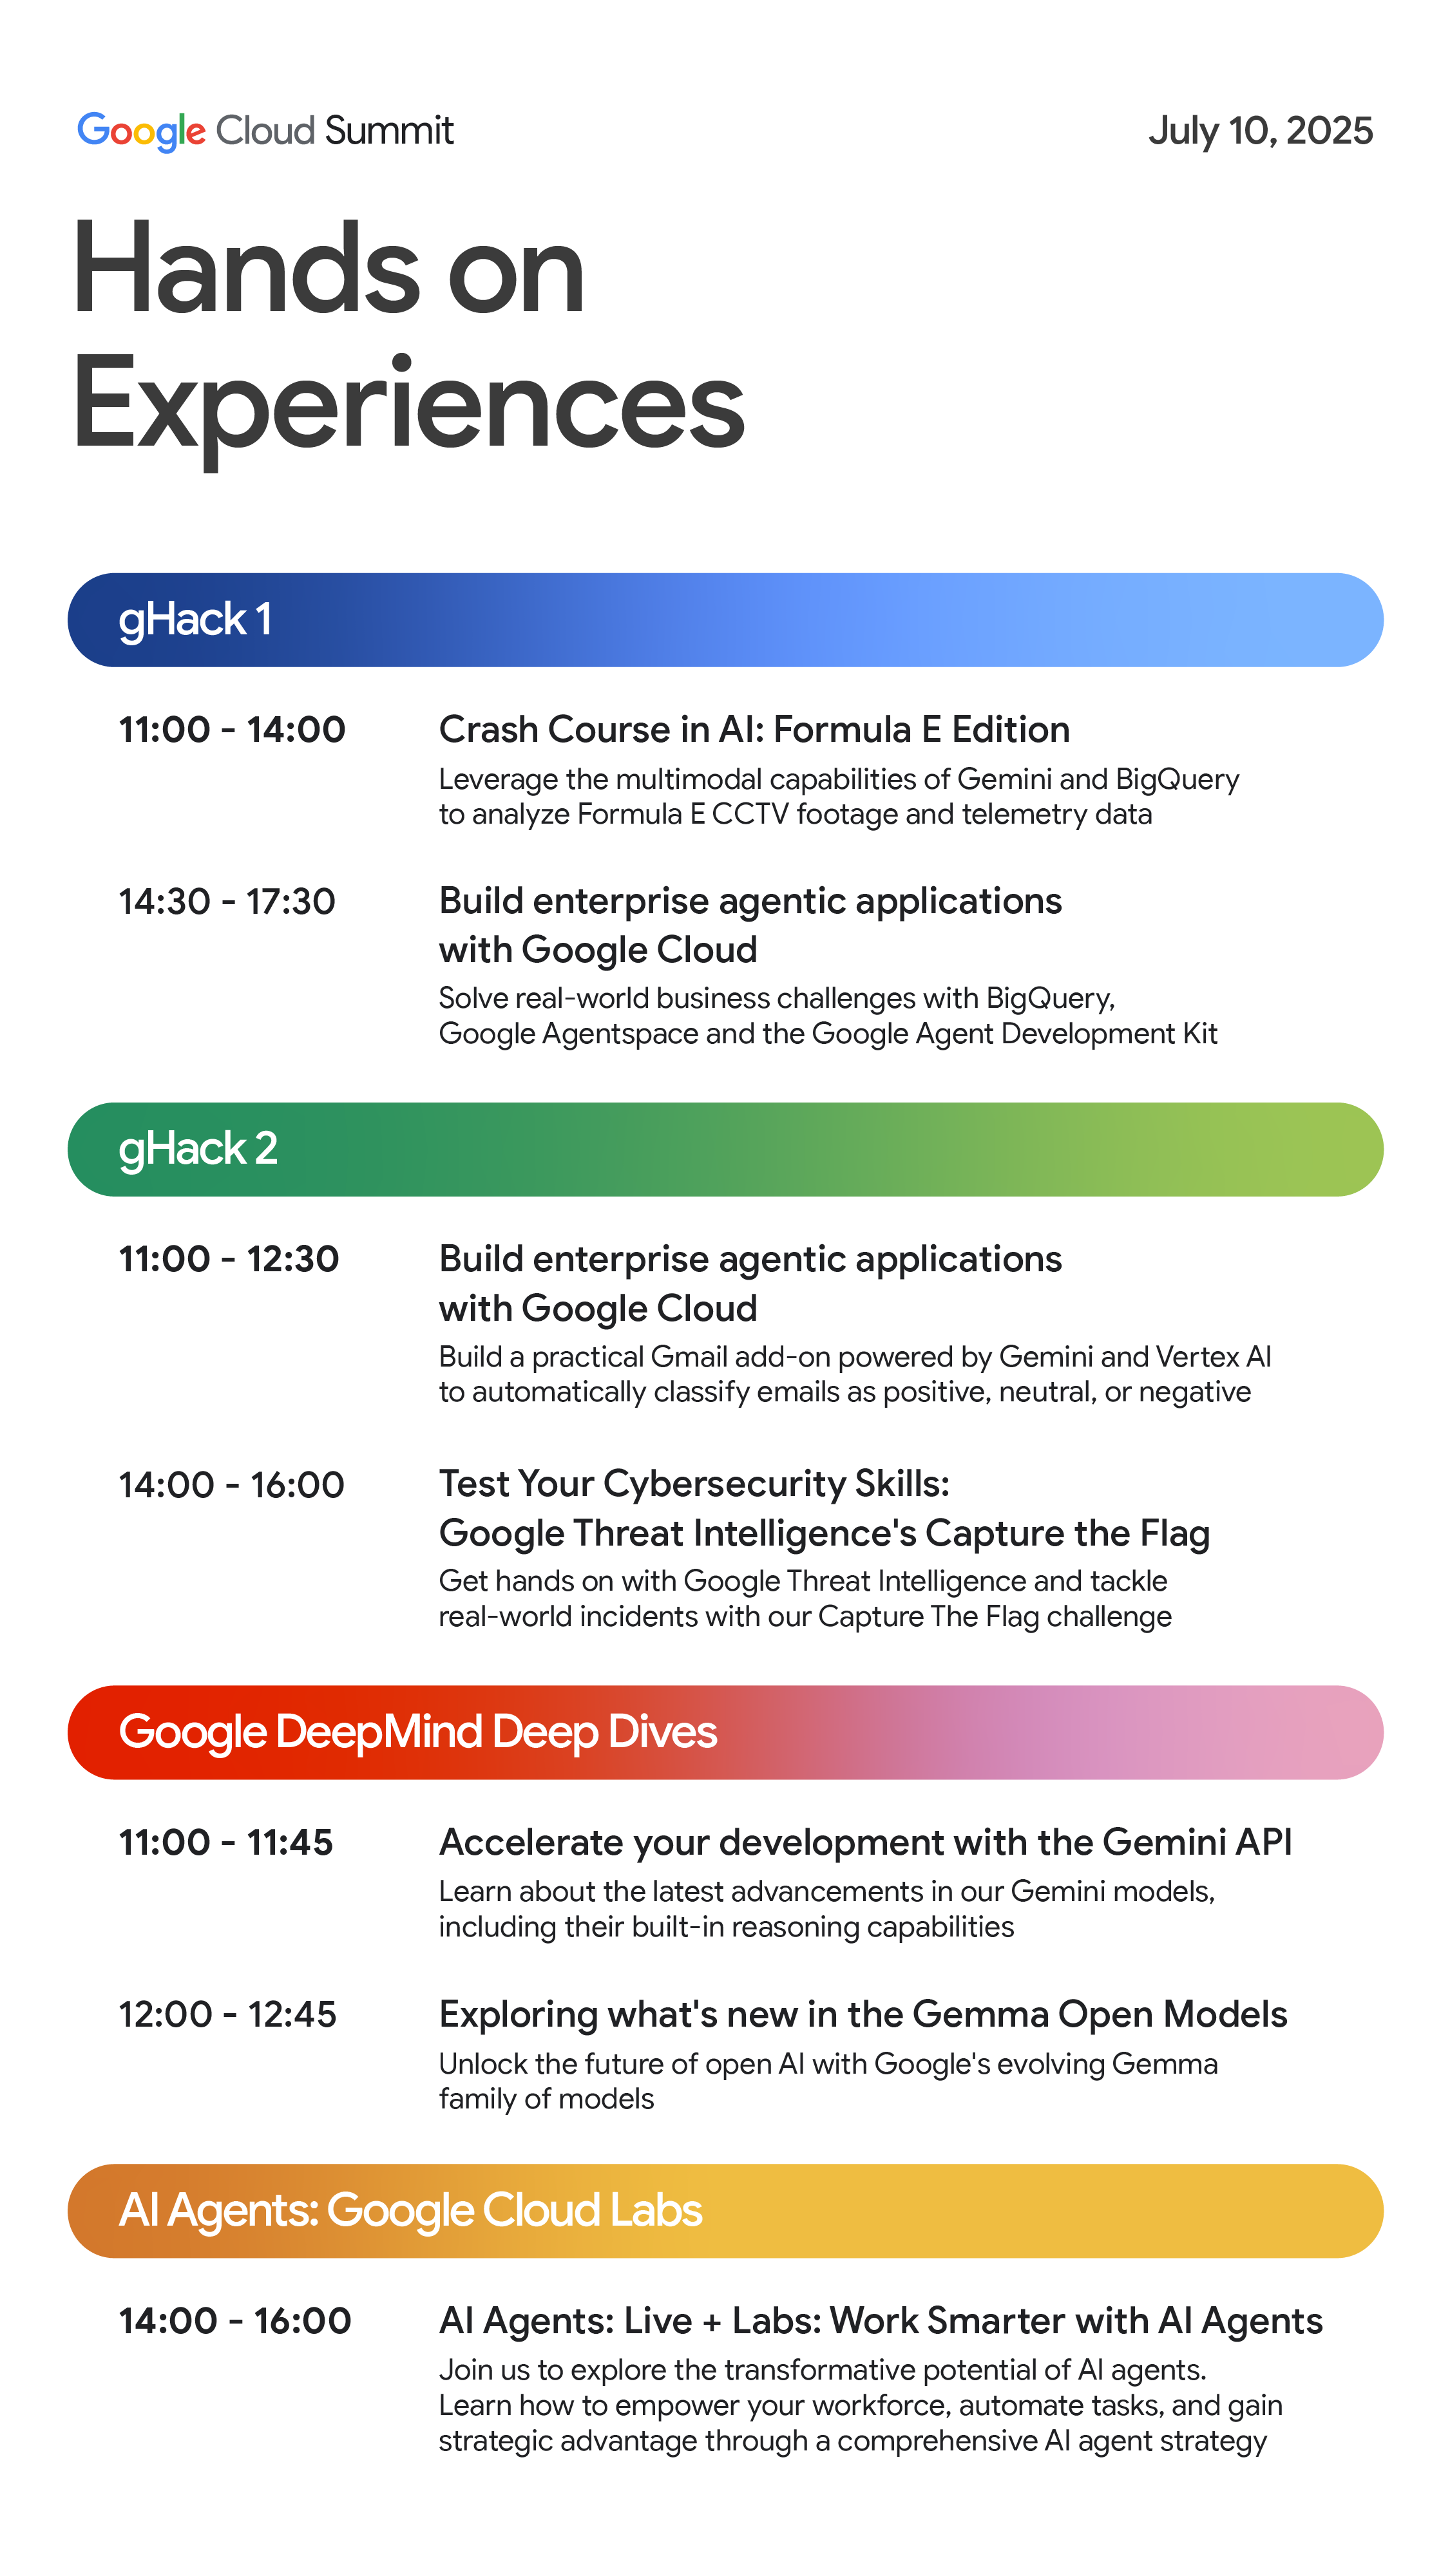 Google Cloud Summit
July 10, 2025
Hands on
Experiences
gHack 1
11:00 - 14:00
Crash Course in AI: Formula E Edition
Leverage the multimodal capabilities of Gemini and BigQuery
to analyze Formula E CCTV footage and telemetry data
14:30 - 17:30
Build enterprise agentic applications
with Google Cloud
Solve real-world business challenges with BigQuery,
Google Agentspace and the Google Agent Development Kit
gHack 2
11:00 - 12:30
Build enterprise agentic applications
with Google Cloud
Build a practical Gmail add-on powered by Gemini and Vertex AI
to automatically classify emails as positive, neutral, or negative
14:00 - 16:00
Test Your Cybersecurity Skills:
Google Threat Intelligence's Capture the Flag
Get hands on with Google Threat Intelligence and tackle
real-world incidents with our Capture The Flag challenge
Google DeepMind Deep Dives
11:00 - 11:45
Accelerate your development with the Gemini API
Learn about the latest advancements in our Gemini models,
including their built-in reasoning capabilities
12:00 - 12:45
Exploring what's new in the Gemma Open Models
Unlock the future of open AI with Google's evolving Gemma
family of models
AI Agents: Google Cloud Labs
14:00 - 16:00
AI Agents: Live + Labs: Work Smarter with AI Agents
Join us to explore the transformative potential of AI agents.
Learn how to empower your workforce, automate tasks, and gain
strategic advantage through a comprehensive AI agent strategy